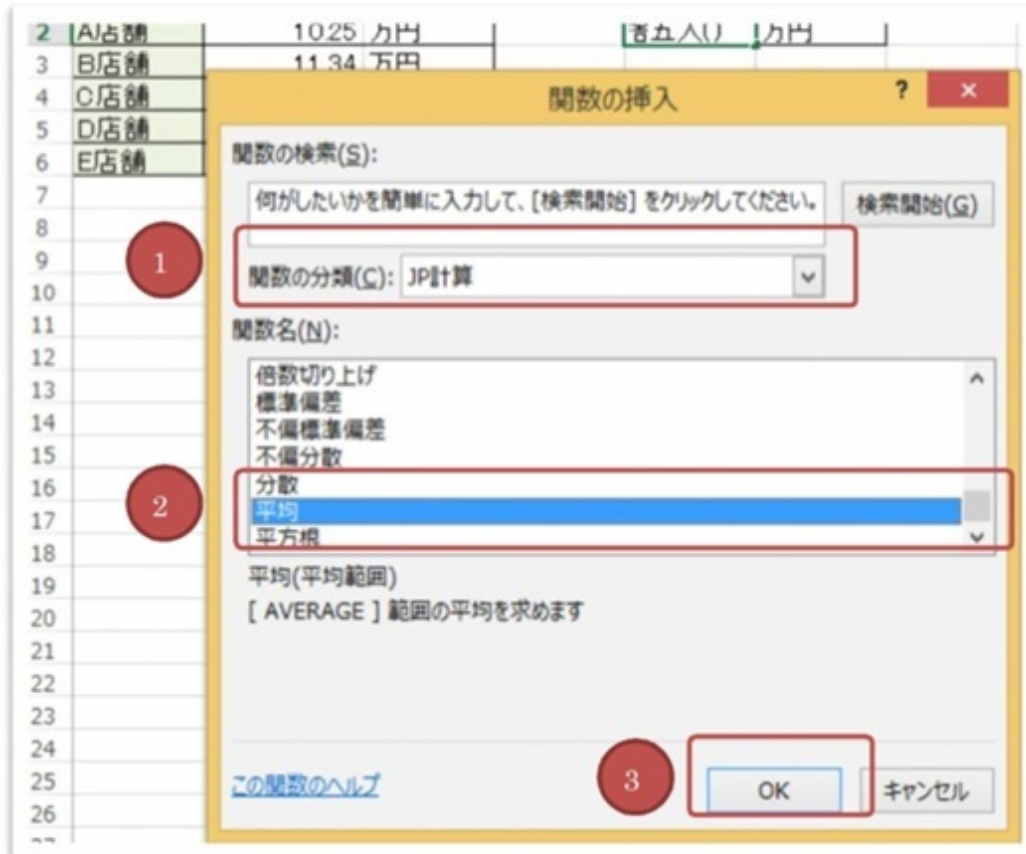 2 A店舗 10.25 万円 舎五入() 万円
3 B店舗 11.34 万円
関数の挿入 ? ×
4 C店舗
5 D店舗
6 E店舗
関数の検索(S):
7
何がしたいかを簡単に入力して、[検索開始] をクリックしてください。 検索開始(G)
8
9
1
関数の分類(C): JP計算
10
11
関数名(N):
12
倍数切り上げ
13
標準偏差
14
不偏標準偏差
15
不偏分散
16
分散
2
17
平均
平方根
18
19
平均(平均範囲)
20
[ AVERAGE ] 範囲の平均を求めます
21
22
23
24
25
この関数のヘルプ
3
OK
キャンセル
26